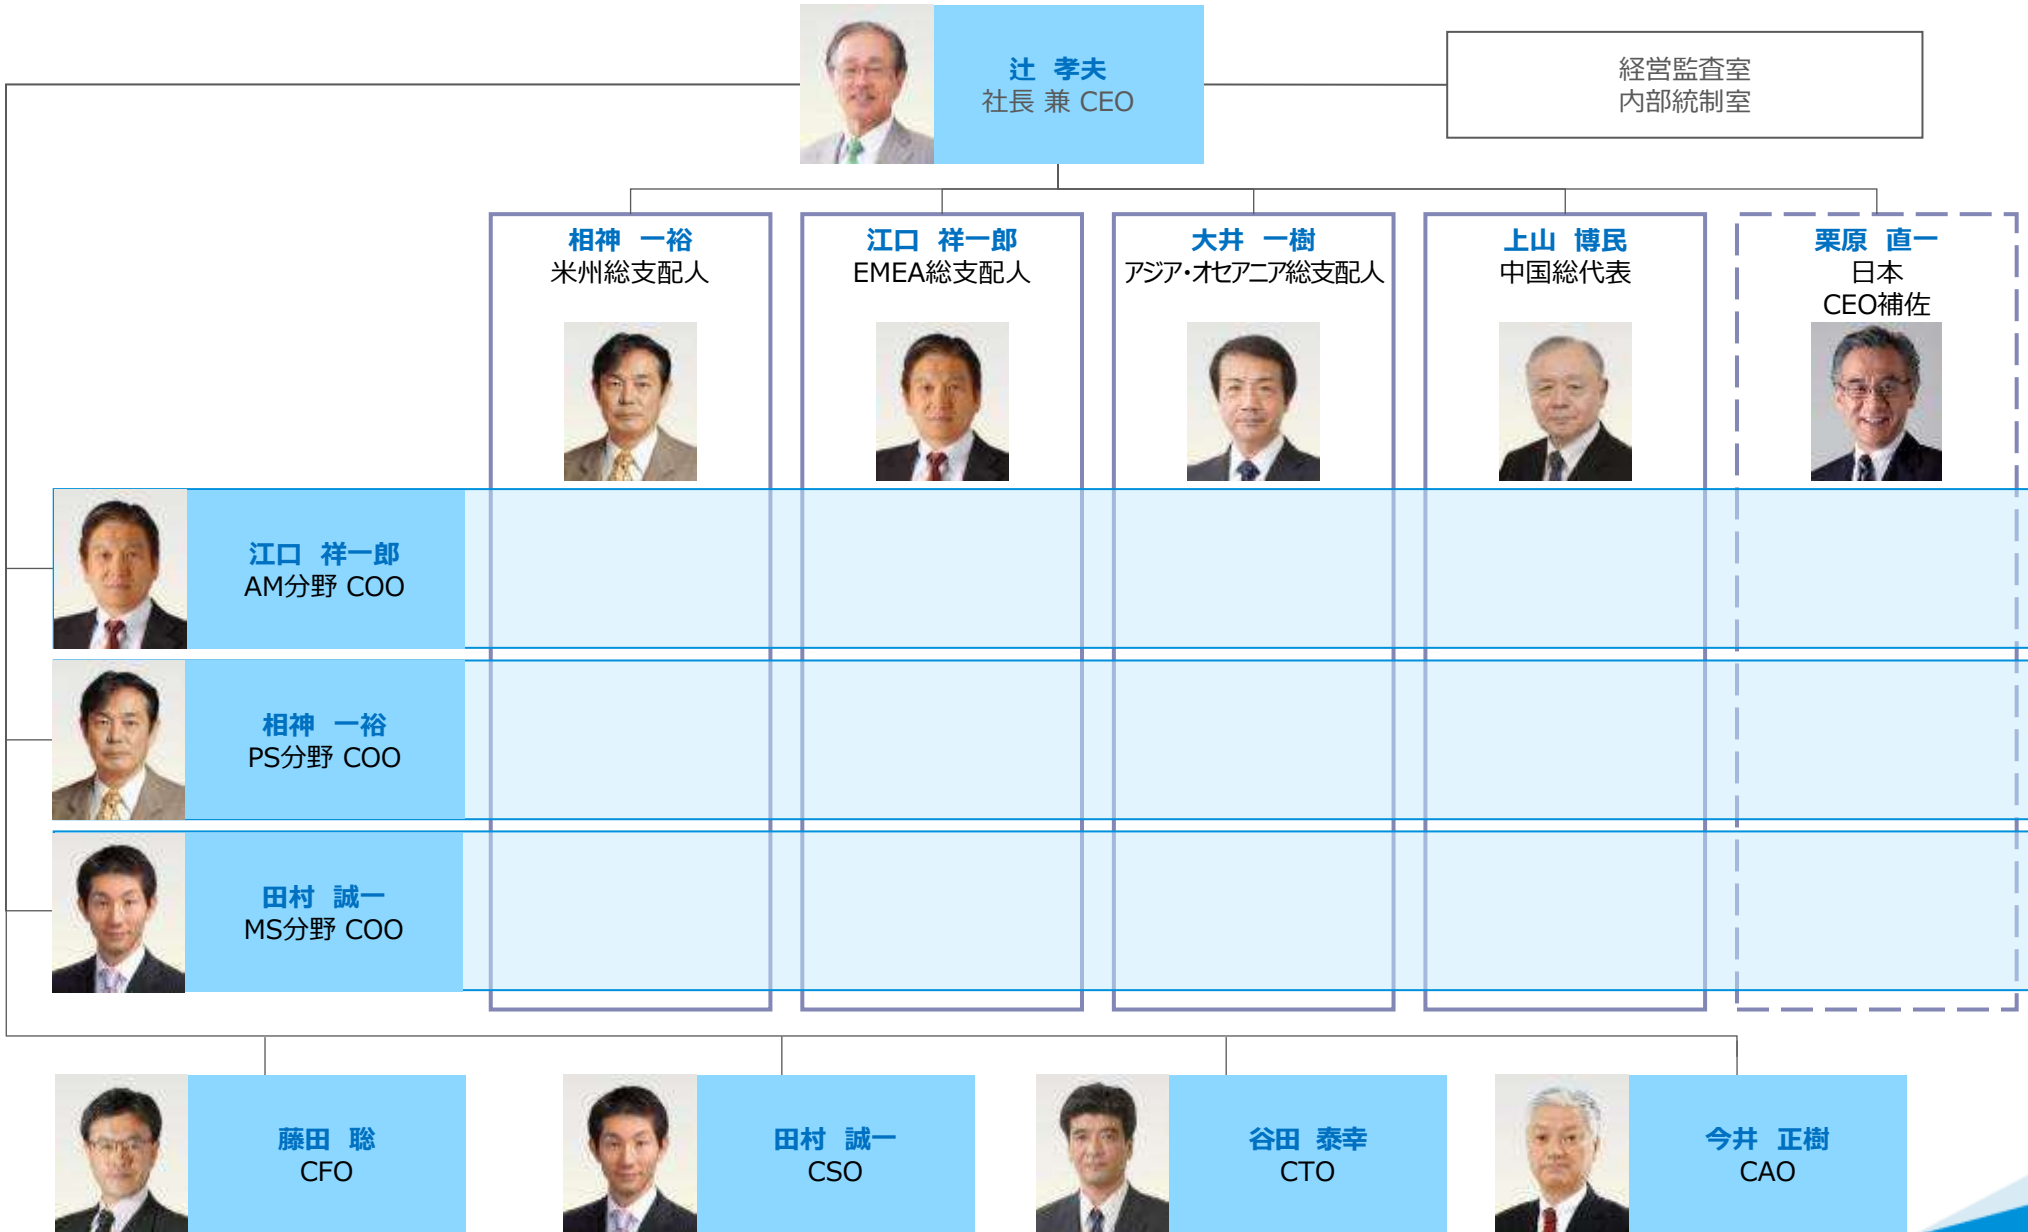 辻 孝夫
社長 兼 CEO
経営監査室
内部統制室
相神 一裕
米州総支配人
江口 祥一郎
EMEA総支配人
大井 一樹
アジア・オセアニア総支配人
上山 博民
中国総代表
栗原 直一
日本
CEO補佐
江口 祥一郎
AM分野 COO
相神 一裕
PS分野 COO
田村 誠一
MS分野 COO
藤田 聡
CFO
田村 誠一
CSO
谷田 泰幸
CTO
今井 正樹
CAO